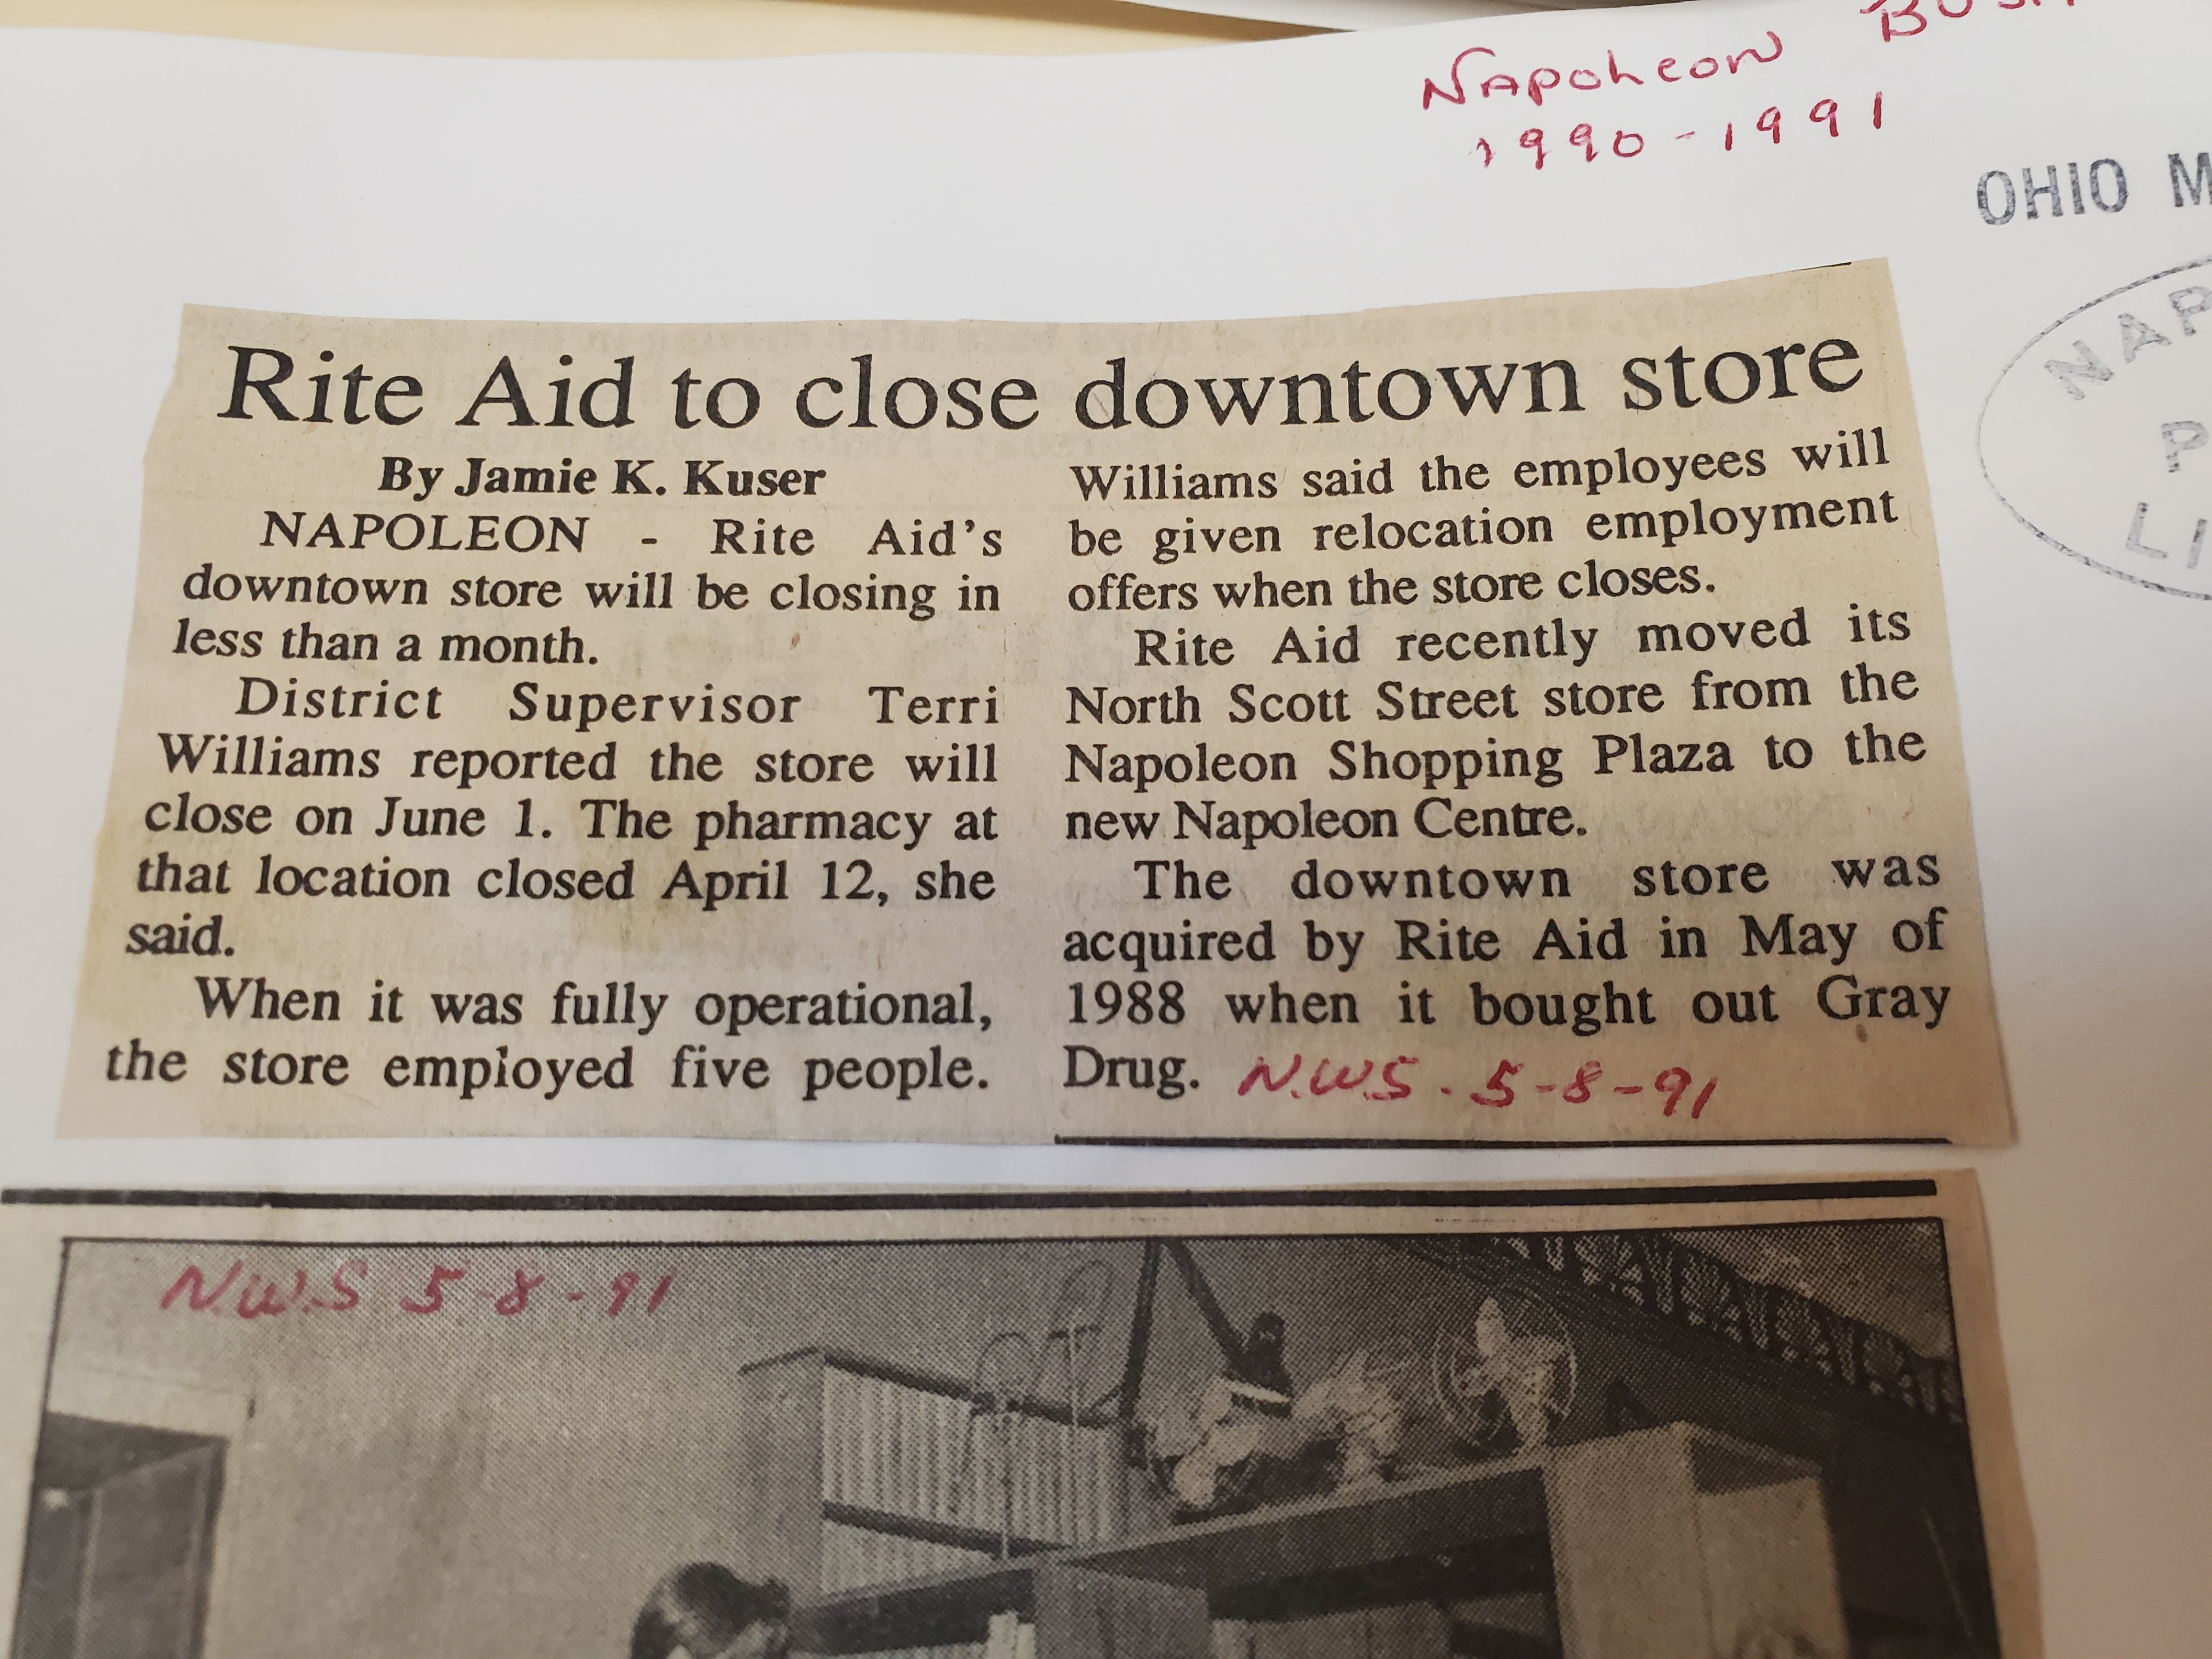 Napoleon
1990-1991
OHIO
Rite Aid to close downtown store
By Jamie K. Kuser
NAPOLEON - Rite Aid's
downtown store will be closing in
less than a month.
District Supervisor Terri
Williams reported the store will
close on June 1. The pharmacy at
that location closed April 12, she
said.
When it was fully operational,
the store employed five people.
Williams said the employees will
be given relocation employment
offers when the store closes.
Rite Aid recently moved its
North Scott Street store from the
Napoleon Shopping Plaza to the
new Napoleon Centre.
The downtown store was
acquired by Rite Aid in May of
1988 when it bought out Gray
Drug.
N.W.S. 5-8-91
N.W.S 5-8-91